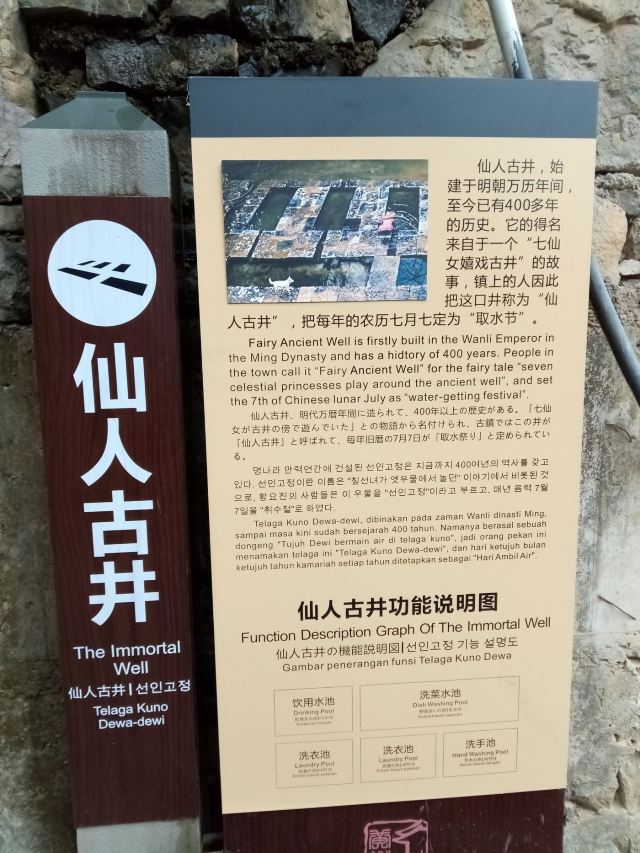 仙人古井
The Immortal
Well
仙人古井 | 선인고정
Telaga Kuno
Dewa-dewi
仙人古井，始
建于明朝万历年间，
至今已有400多年
的历史。它的得名
来自于一个“七仙
女嬉戏古井”的故
事，镇上的人因此
把这口井称为“仙
人古井”，把每年的农历七月七定为“取水节”。
Fairy Ancient Well is firstly built in the Wanli Emperor in
the Ming Dynasty and has a hidtory of 400 years. People in
the town call it “Fairy Ancient Well” for the fairy tale “seven
celestial princesses play around the ancient well”, and set
the 7th of Chinese lunar July as “water-getting festival”.
仙人古井、明代万暦年間に造られて、400年以上の歴史がある。「七仙
女が古井の傍で遊んでいた」との物語から名付けられ、古鎮ではこの井が
「仙人古井」と呼ばれて、毎年旧暦の7月7日が「取水祭り」と定められてい
る。
명나라 만력연간에 건설된 선인고정은 지금까지 400여년의 역사를 갖고
있다. 선인고정이란 이름은 "칠선녀가 옛우물에서 놀던" 이야기에서 비롯된 것
으로, 황요진의 사람들은 이 우물을 "선인고정"이라고 부르고, 매년 음력 7월
7일을 "취수절"로 하였다.
Telaga Kuno Dewa-dewi, dibinakan pada zaman Wanli dinasti Ming,
sampai masa kini sudah bersejarah 400 tahun. Namanya berasal sebuah
dongeng "Tujuh Dewi bermain air di telaga kuno", jadi orang pekan ini
menamakan telaga ini "Telaga Kuno Dewa-dewi", dan hari ketujuh bulan
ketujuh tahun kamariah setiap tahun ditetapkan sebagai "Hari Ambil Air".
仙人古井功能说明图
Function Description Graph Of The Immortal Well
仙人古井の機能説明図|선인고정 기능 설명도
Gambar penerangan funsi Telaga Kuno Dewa
饮用水池
Drinking Pool
洗菜水池
Dish Washing Pool
洗衣池
Laundry Pool
洗衣池
Laundry Pool
洗手池
Hand Washing Pool